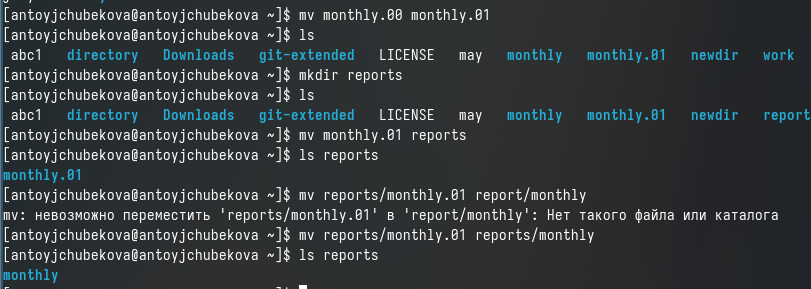 [antoyjchubekova@antoyjchubekova ~]$ mv monthly.00 monthly.01
[antoyjchubekova@antoyjchubekova ~]$ ls
abc1 directory Downloads git-extended LICENSE may monthly monthly.01 newdir work
[antoyjchubekova@antoyjchubekova ~]$ mkdir reports
[antoyjchubekova@antoyjchubekova ~]$ ls
abc1 directory Downloads git-extended LICENSE may monthly monthly.01 newdir report
[antoyjchubekova@antoyjchubekova ~]$ mv monthly.01 reports
[antoyjchubekova@antoyjchubekova ~]$ ls reports
monthly.01
[antoyjchubekova@antoyjchubekova ~]$ mv reports/monthly.01 report/monthly
mv: невозможно переместить 'reports/monthly.01' в 'report/monthly': Нет такого файла или каталога
[antoyjchubekova@antoyjchubekova ~]$ mv reports/monthly.01 reports/monthly
[antoyjchubekova@antoyjchubekova ~]$ ls reports
monthly